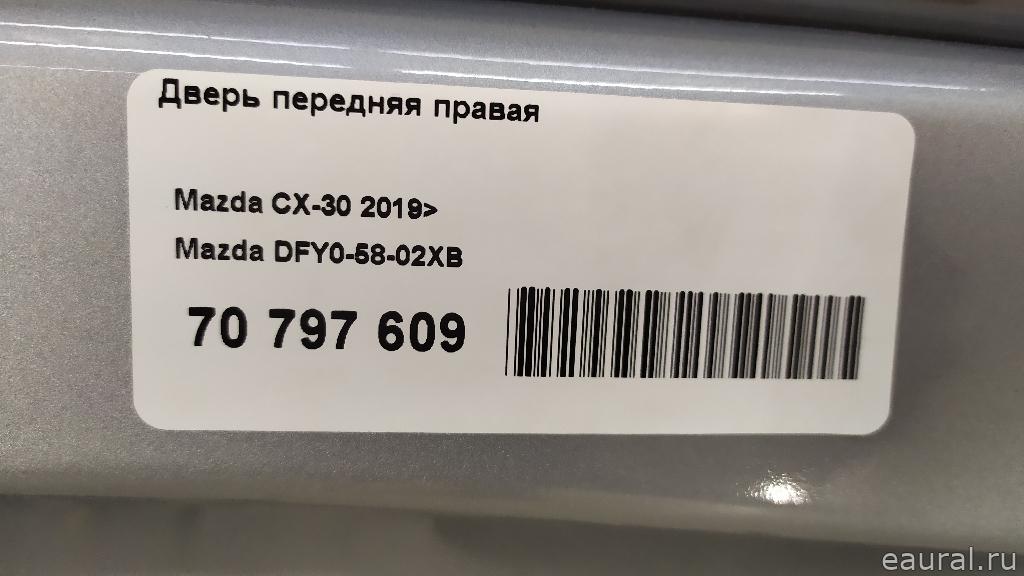 Дверь передняя правая
Mazda CX-30 2019>
Mazda DFY0-58-02XB
70 797 609
eaural.ru